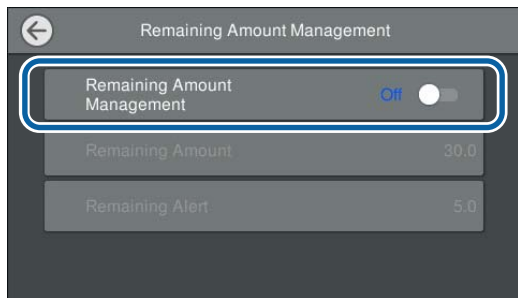 Remaining Amount Management
Remaining Amount
Management
Off
Remaining Amount
30.0
Remaining Alert
5.0